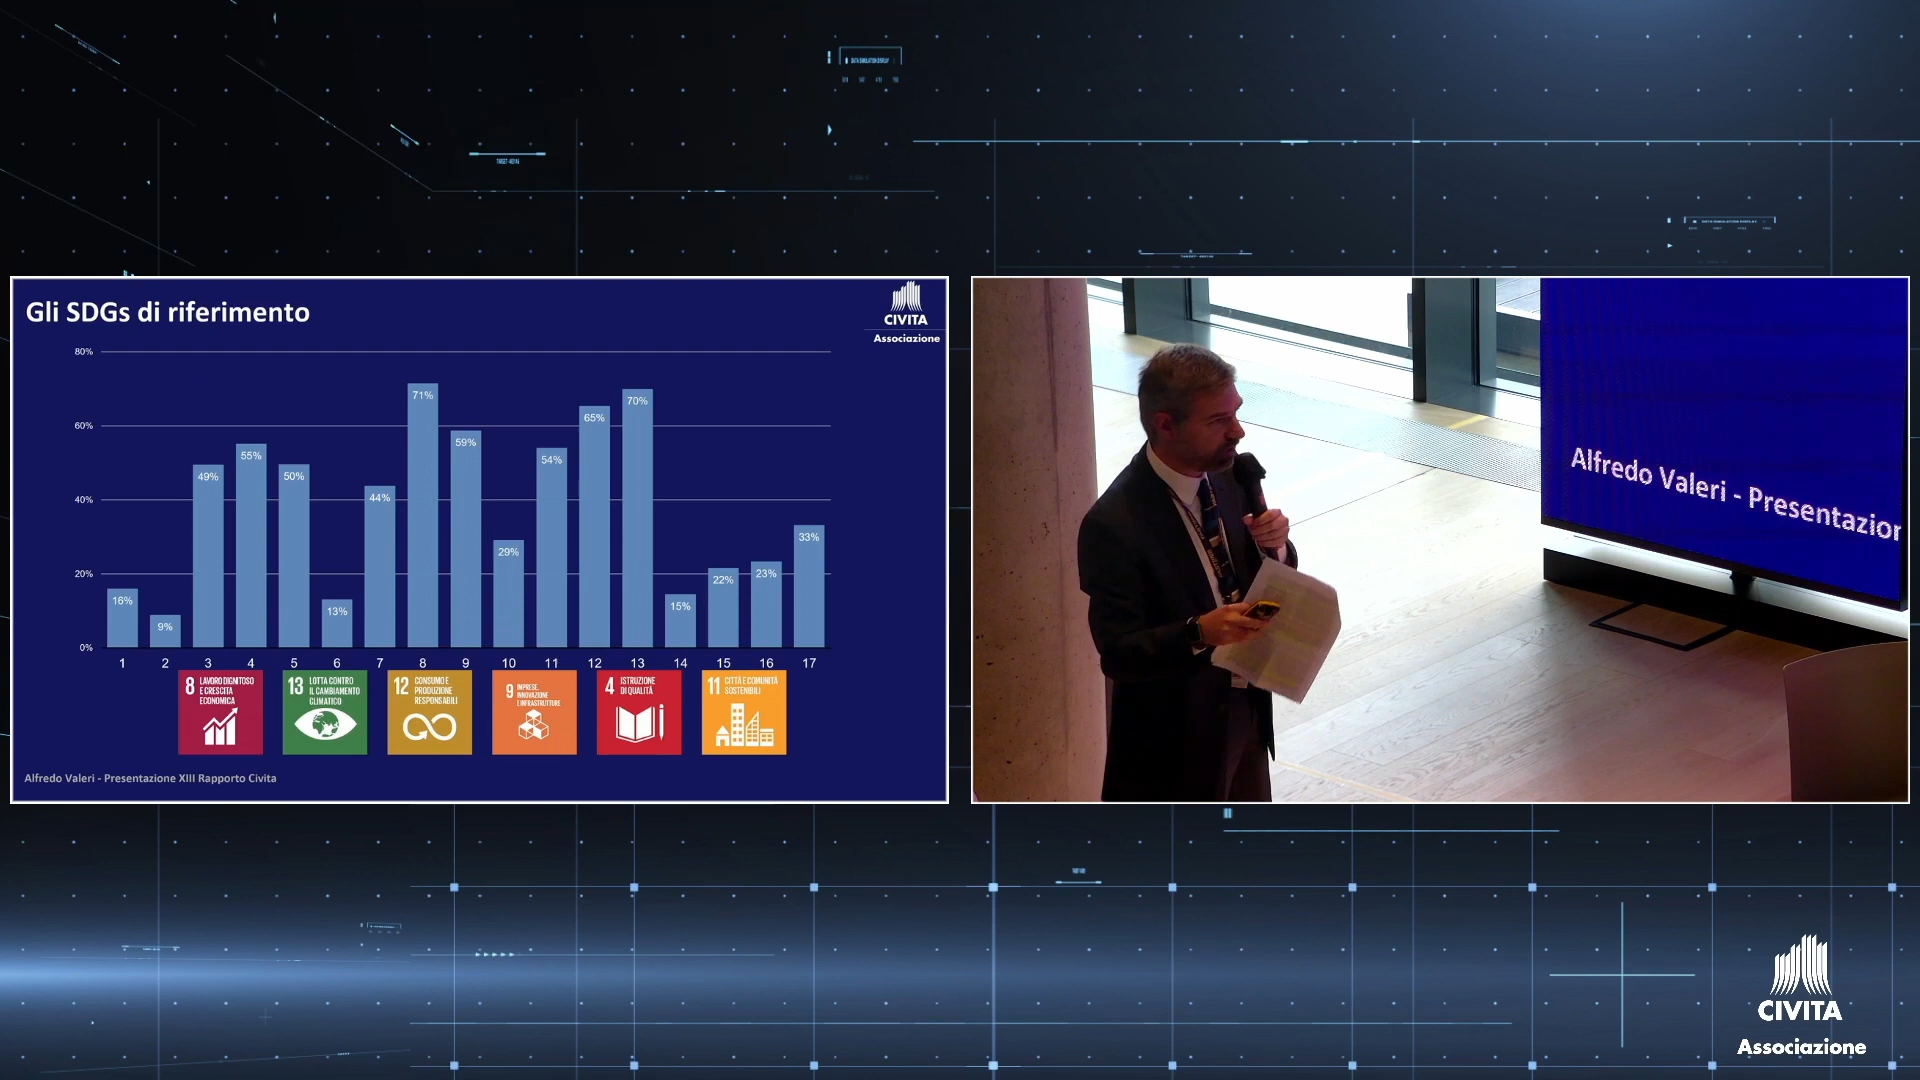 Gli SDGs di riferimento
CIVITA
Associazione
80%
60%
40%
20%
0%
16%
9%
49%
55%
50%
13%
44%
71%
59%
29%
54%
65%
70%
15%
22%
23%
33%
1 2 3 4 5 6 7 8 9 10 11 12 13 14 15 16 17
8 LAVORO DIGNITOSO
E CRESCITA
ECONOMICA
13 LOTTA CONTRO
IL CAMBIAMENTO
CLIMATICO
12 CONSUMO E
PRODUZIONE
RESPONSABILI
9 IMPRESE,
INNOVAZIONE
E INFRASTRUTTURE
4 ISTRUZIONE
DI QUALITÀ
11 CITTÀ E COMUNITÀ
SOSTENIBILI
Alfredo Valeri - Presentazione XIII Rapporto Civita
Alfredo Valeri - Presentazion
CIVITA
Associazione